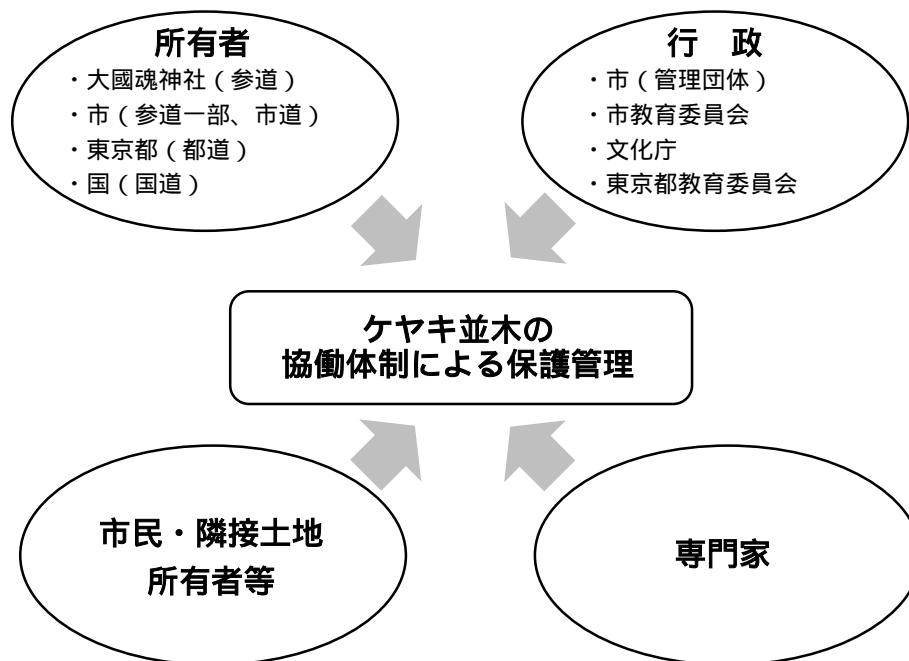 所有者
・大國魂神社（参道）
・市（参道一部、市道）
・東京都（都道）
・国（国道）
行　政
・市（管理団体）
・市教育委員会
・文化庁
・東京都教育委員会
ケヤキ並木の
協働体制による保護管理
市民・隣接土地
所有者等
専門家